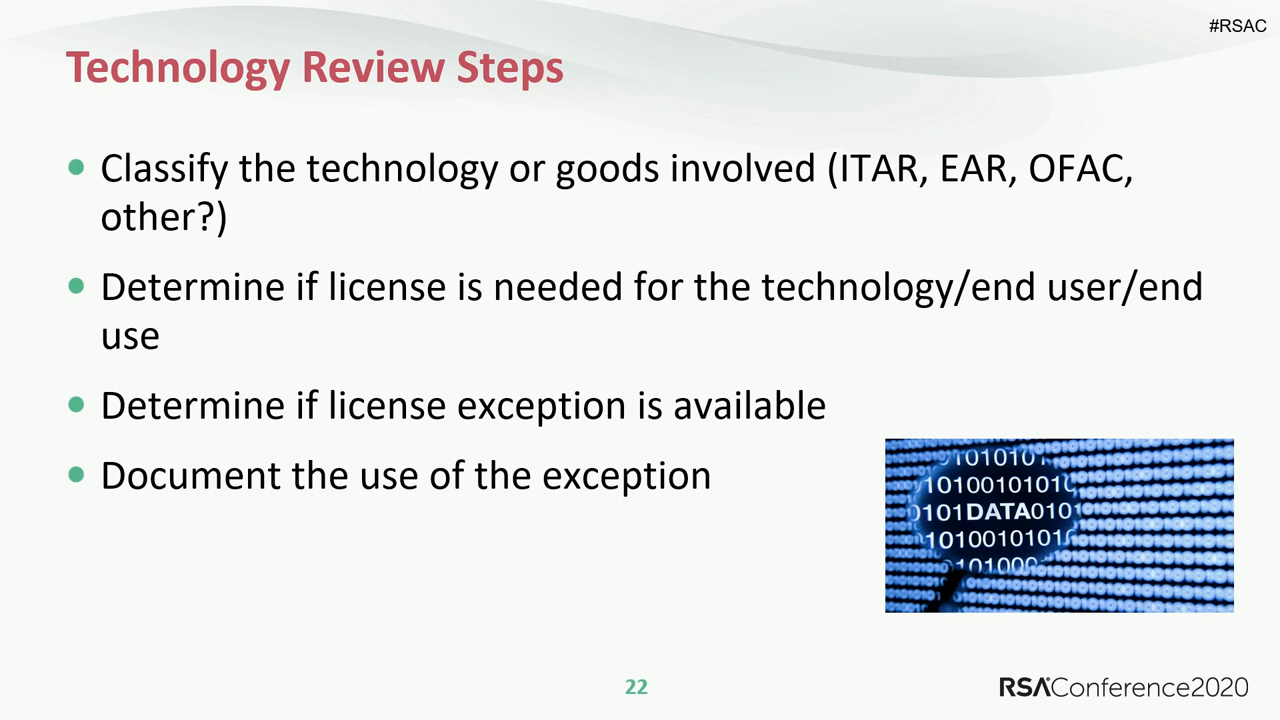 #RSAC
Technology Review Steps
Classify the technology or goods involved (ITAR, EAR, OFAC,
other?)
Determine if license is needed for the technology/end user/end
use
Determine if license exception is available
Document the use of the exception
101010
1010010101
0101DATA0101
101001010
101000
22
RSAConference2020